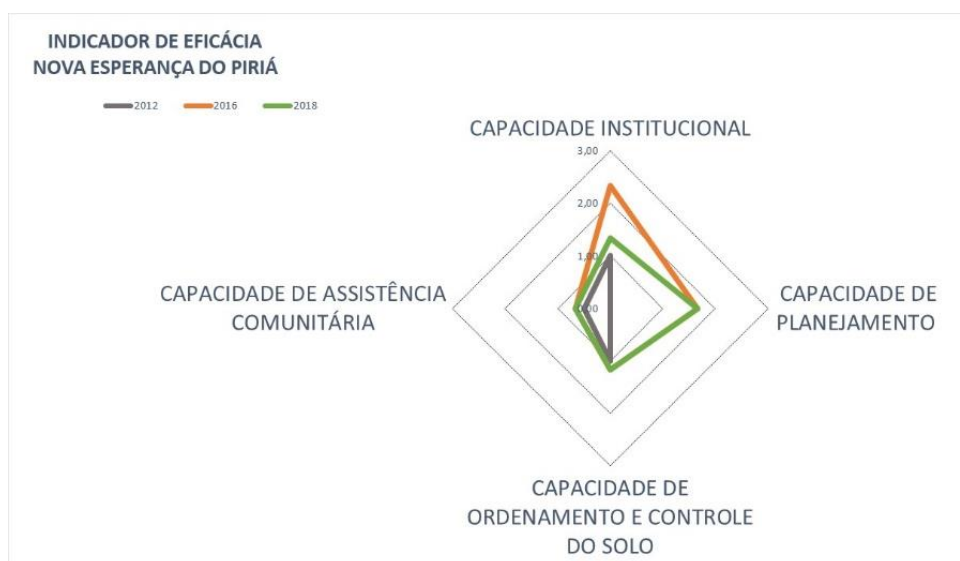 INDICADOR DE EFICÁCIA
NOVA ESPERANÇA DO PIRIÁ
2012 2016 2018
CAPACIDADE INSTITUCIONAL
3,00
2,00
1,00
0,00
CAPACIDADE DE ASSISTÊNCIA
COMUNITÁRIA
CAPACIDADE DE
PLANEJAMENTO
CAPACIDADE DE
ORDENAMENTO E CONTROLE
DO SOLO